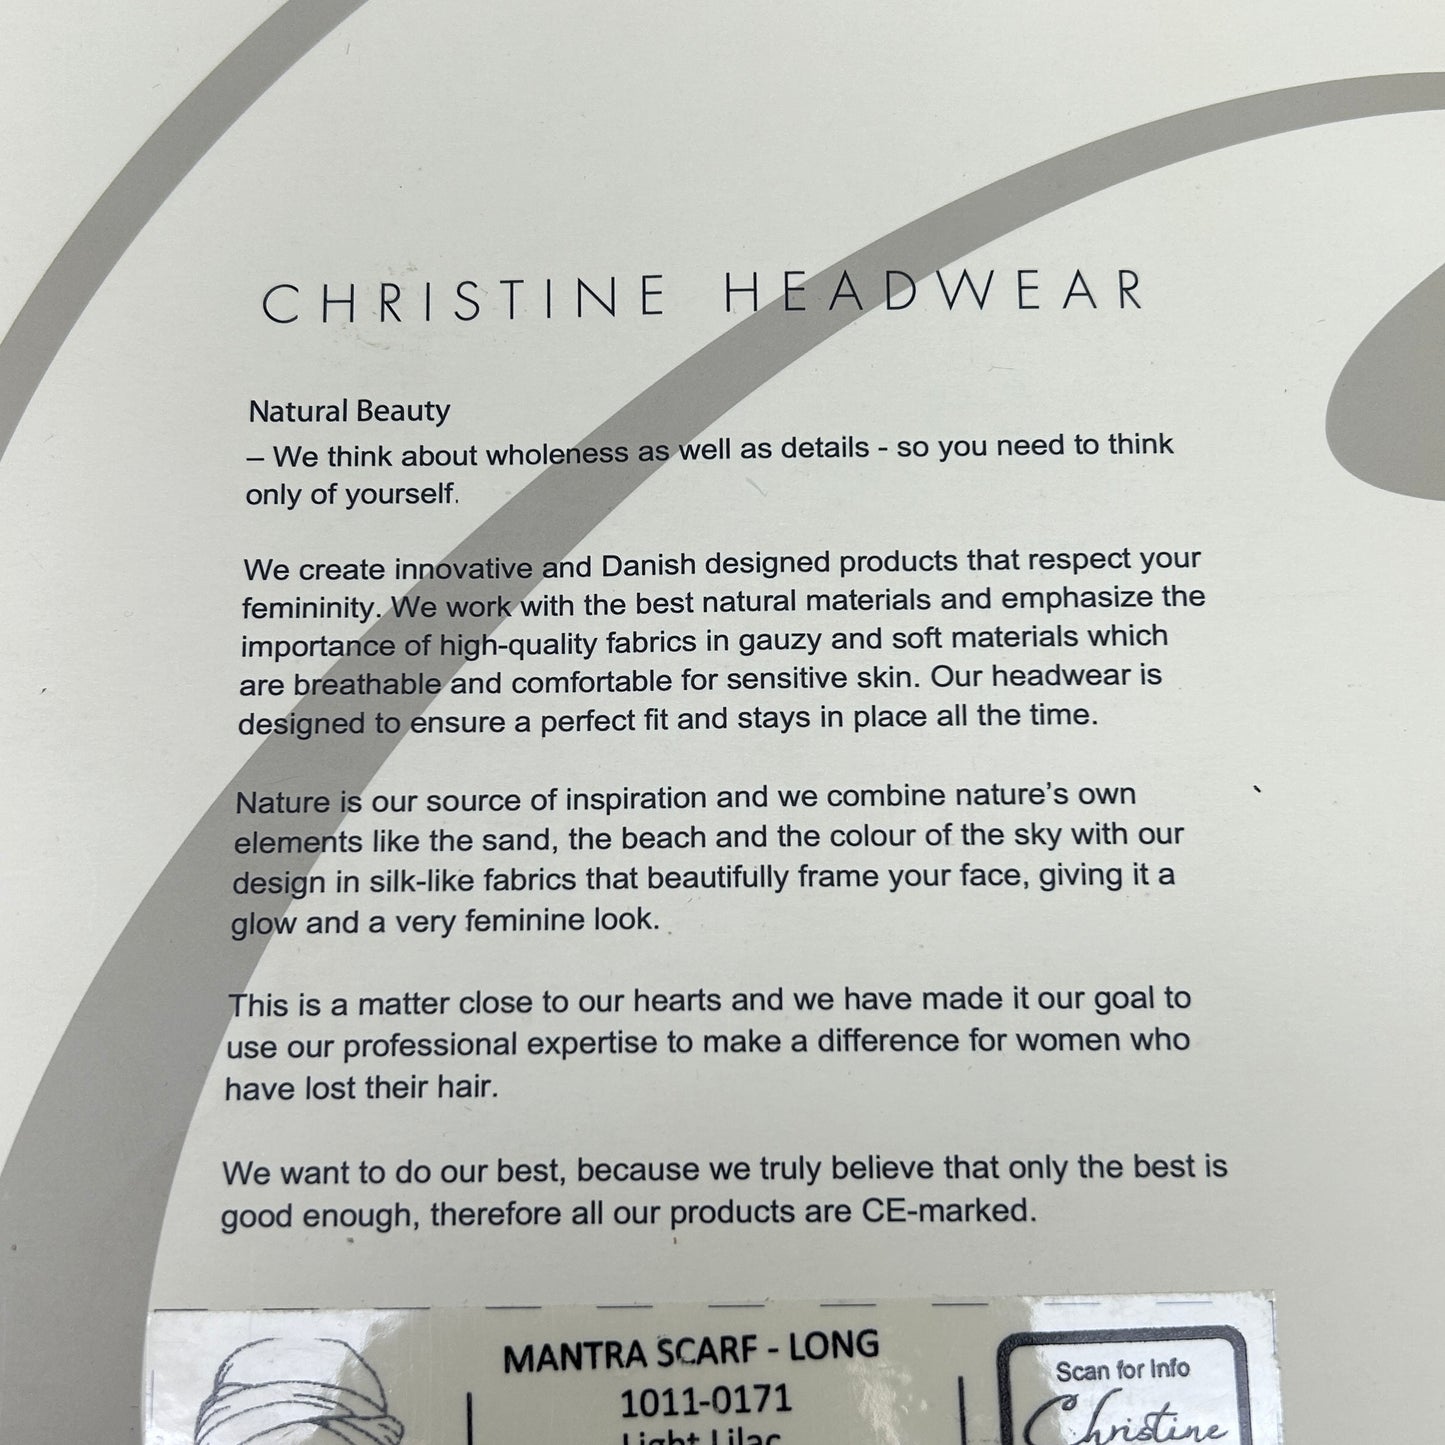 CHRISTINE HEADWEAR
Natural Beauty
– We think about wholeness as well as details - so you need to think
only of yourself.
We create innovative and Danish designed products that respect your
femininity. We work with the best natural materials and emphasize the
importance of high-quality fabrics in gauzy and soft materials which
are breathable and comfortable for sensitive skin. Our headwear is
designed to ensure a perfect fit and stays in place all the time.
Nature is our source of inspiration and we combine nature’s own
elements like the sand, the beach and the colour of the sky with our
design in silk-like fabrics that beautifully frame your face, giving it a
glow and a very feminine look.
This is a matter close to our hearts and we have made it our goal to
use our professional expertise to make a difference for women who
have lost their hair.
We want to do our best, because we truly believe that only the best is
good enough, therefore all our products are CE-marked.
MANTRA SCARF - LONG
1011-0171
Light Lilac
Scan for Info
Christine